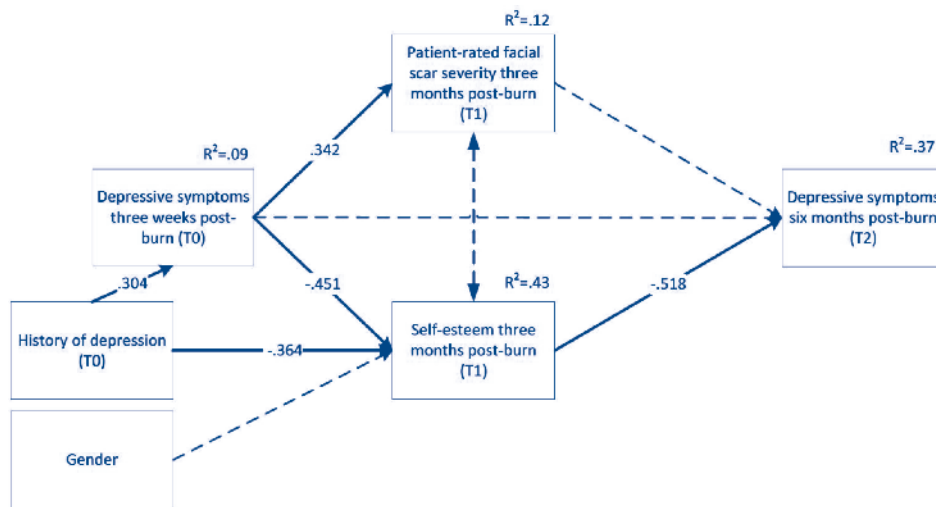 R²=.12
Patient-rated facial
scar severity three
months post-burn
(T1)
R²=.09
.342
R²=.37
Depressive symptoms
three weeks post-
burn (T0)
Depressive symptoms
six months post-burn
(T2)
.304
-.451
R²=.43
-.518
History of depression
(T0)
-.364
Self-esteem three
months post-burn
(T1)
Gender